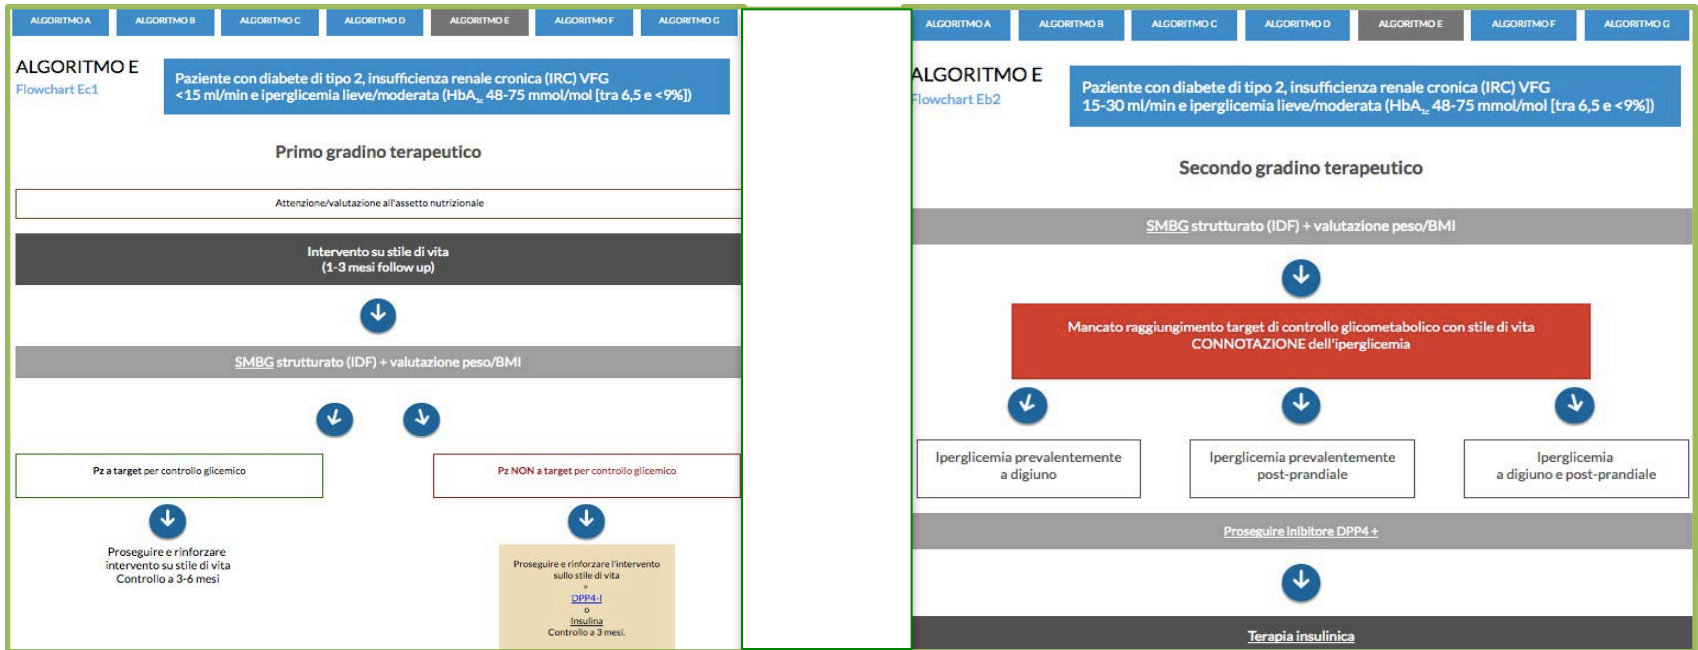 ALGORITMO A
ALGORITMO B
ALGORITMO C
ALGORITMO D
ALGORITMO E
ALGORITMO F
ALGORITMO G
ALGORITMO E
Flowchart Ec1
Paziente con diabete di tipo 2, insufficienza renale cronica (IRC) VFG
<15 ml/min e iperglicemia lieve/moderata (HbA1c 48-75 mmol/mol [tra 6,5 e <9%])
Primo gradino terapeutico
Attenzione/valutazione all'assetto nutrizionale
Intervento su stile di vita
(1-3 mesi follow up)
SMBG strutturato (IDF) + valutazione peso/BMI
Pz a target per controllo glicemico
Pz NON a target per controllo glicemico
Proseguire e rinforzare
intervento su stile di vita
Controllo a 3-6 mesi
Proseguire e rinforzare l'intervento
sullo stile di vita
+
DPP4-I
o
Insulina
Controllo a 3 mesi.
ALGORITMO A
ALGORITMO B
ALGORITMO C
ALGORITMO D
ALGORITMO E
ALGORITMO F
ALGORITMO G
ALGORITMO E
Flowchart Eb2
Paziente con diabete di tipo 2, insufficienza renale cronica (IRC) VFG
15-30 ml/min e iperglicemia lieve/moderata (HbA1c 48-75 mmol/mol [tra 6,5 e <9%])
Secondo gradino terapeutico
SMBG strutturato (IDF) + valutazione peso/BMI
Mancato raggiungimento target di controllo glicometabolico con stile di vita
CONNOTAZIONE dell'iperglicemia
Iperglicemia prevalentemente
a digiuno
Iperglicemia prevalentemente
post-prandiale
Iperglicemia
a digiuno e post-prandiale
Proseguire inibitore DPP4 +
Terapia insulinica